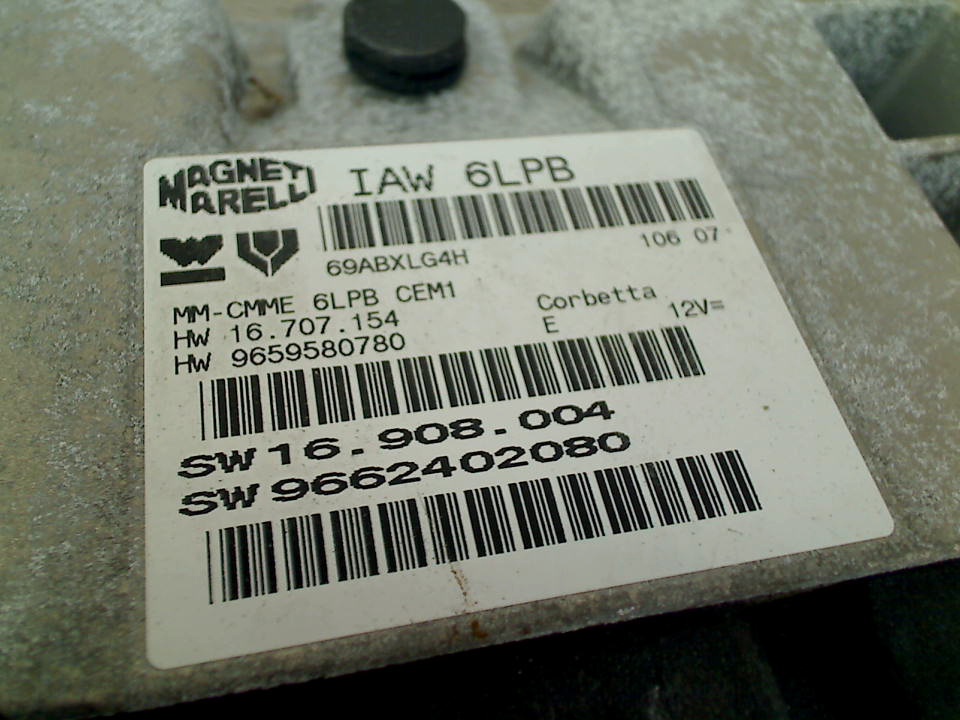 MAGNETI MARELLI
IAW 6LPB
69ABXLG4H
106 07
MM-CMME 6LPB CEM1
Corbetta
HW 16.707.154
E
12V=
HW 9659580780
SW 16.908.004
SW 9662402080